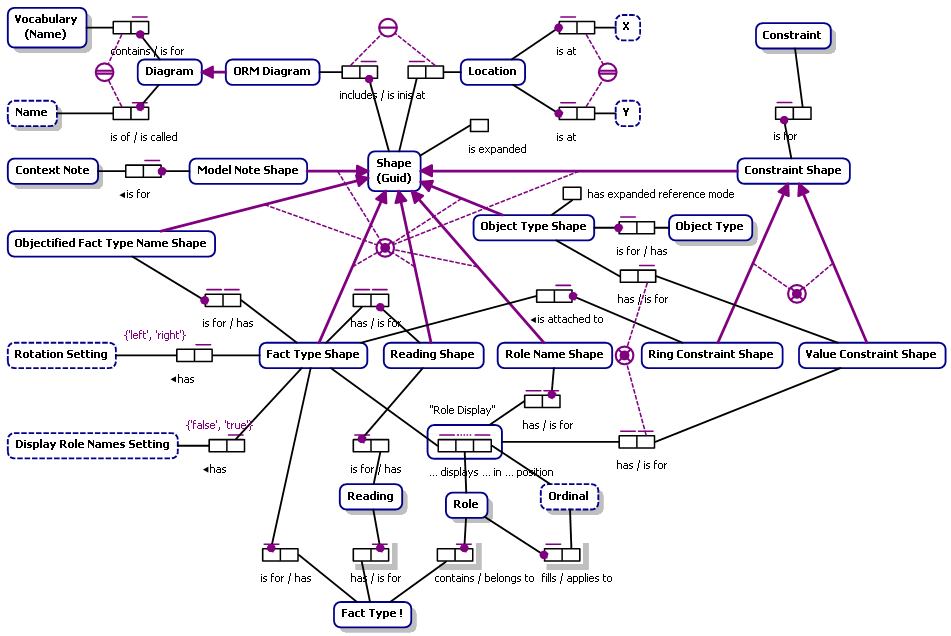 Vocabulary
(Name)
contains / is for
Diagram
ORM Diagram
includes / is in
is at
Location
is at
X
Constraint
Name
is of / is called
is at
Y
is for
is expanded
Context Note
◄is for
Model Note Shape
Shape
(Guid)
Constraint Shape
has expanded reference mode
Objectified Fact Type Name Shape
Object Type Shape
is for / has
Object Type
has / is for
is for / has
has / is for
◄is attached to
{'left', 'right'}
Rotation Setting
◄has
Fact Type Shape
Reading Shape
Role Name Shape
Ring Constraint Shape
Value Constraint Shape
"Role Display"
has / is for
{'false', 'true'}
Display Role Names Setting
◄has
is for / has
... displays ... in ... position
has / is for
Reading
Role
Ordinal
is for / has
has / is for
contains / belongs to
fills / applies to
Fact Type !